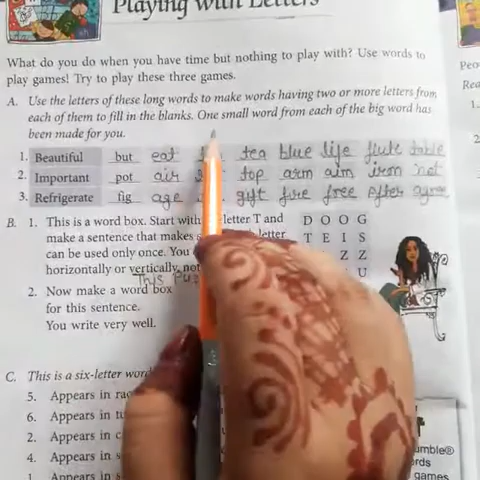 Playing with Letters
What do you do when you have time but nothing to play with? Use words to
play games! Try to play these three games.
A. Use the letters of these long words to make words having two or more letters from
each of them to fill in the blanks. One small word from each of the big word has
been made for you.
1. Beautiful but eat tea blue life flute table
2. Important pot air top arm aim iron not
3. Refrigerate fig age gift fire free After
B. 1. This is a word box. Start with letter T and
make a sentence that makes letter
can be used only once. You
horizontally or vertically, not
This
D O O G
T E I S
Z Z
U
2. Now make a word box
for this sentence.
You write very well.
C. This is a six-letter word
5. Appears in
6. Appears in
2. Appears in
4. Appears in
1. Appears in
umble®
rds
games
Peo
Rea
1.
2.